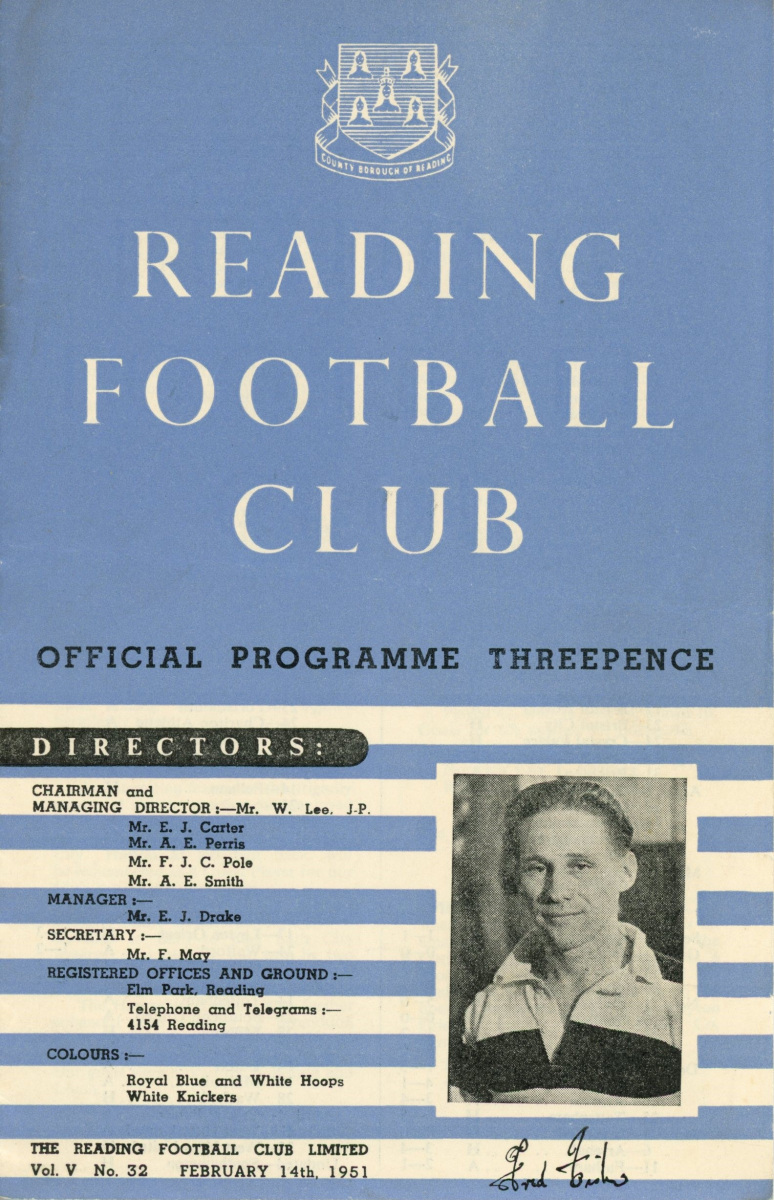 COUNTY BOROUGH OF READING
READING
FOOTBALL
CLUB
OFFICIAL PROGRAMME THREEPENCE
DIRECTORS:
CHAIRMAN and
MANAGING DIRECTOR :—Mr. W. Lee, J.P.
Mr. E. J. Carter
Mr. A. E. Perris
Mr. F. J. C. Pole
Mr. A. E. Smith
MANAGER :—
Mr. E. J. Drake
SECRETARY :—
Mr. F. May
REGISTERED OFFICES AND GROUND :—
Elm Park, Reading
Telephone and Telegrams :—
4154 Reading
COLOURS :—
Royal Blue and White Hoops
White Knickers
THE READING FOOTBALL CLUB LIMITED
Vol. V No. 32 FEBRUARY 14th, 1951
Fred